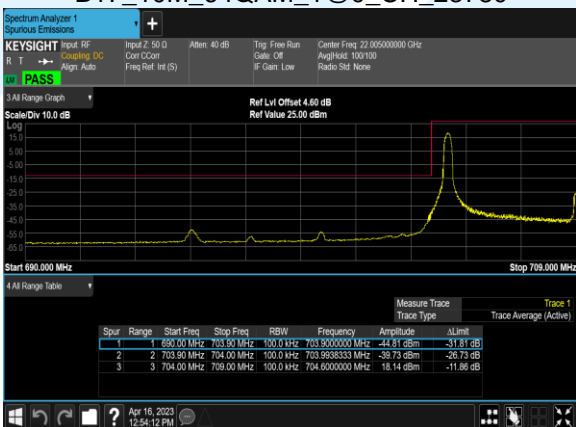 Spectrum Analyzer 1
Spurious Emissions
KEYSIGHT Input: RF Input Z: 50 Ω Atten: 40 dB Trig: Free Run Center Freq: 22.005000000 GHz
R T Coupling: DC Corr CCorr Gate: Off Avg|Hold: 100/100
Align: Auto Freq Ref: Int (S) IF Gain: Low Radio Std: None
PASS
3 All Range Graph Ref Lvl Offset 4.60 dB
Scale/Div 10.0 dB Ref Value 25.00 dBm
Log
15.0
5.00
-5.00
-15.0
-25.0
-35.0
-45.0
-55.0
-65.0
Start 690.000 MHz Stop 709.000 MHz
4 All Range Table
Measure Trace Trace 1
Trace Type Trace Average (Active)
Spur Range Start Freq Stop Freq RBW Frequency Amplitude ΔLimit
1 1 690.00 MHz 703.90 MHz 100.0 kHz 703.9000000 MHz -44.81 dBm -31.81 dB
2 2 703.90 MHz 704.00 MHz 100.0 kHz 703.9938333 MHz -39.73 dBm -26.73 dB
3 3 704.00 MHz 709.00 MHz 100.0 kHz 704.6000000 MHz 18.14 dBm -11.86 dB
Apr 16, 2023
12:54:12 PM